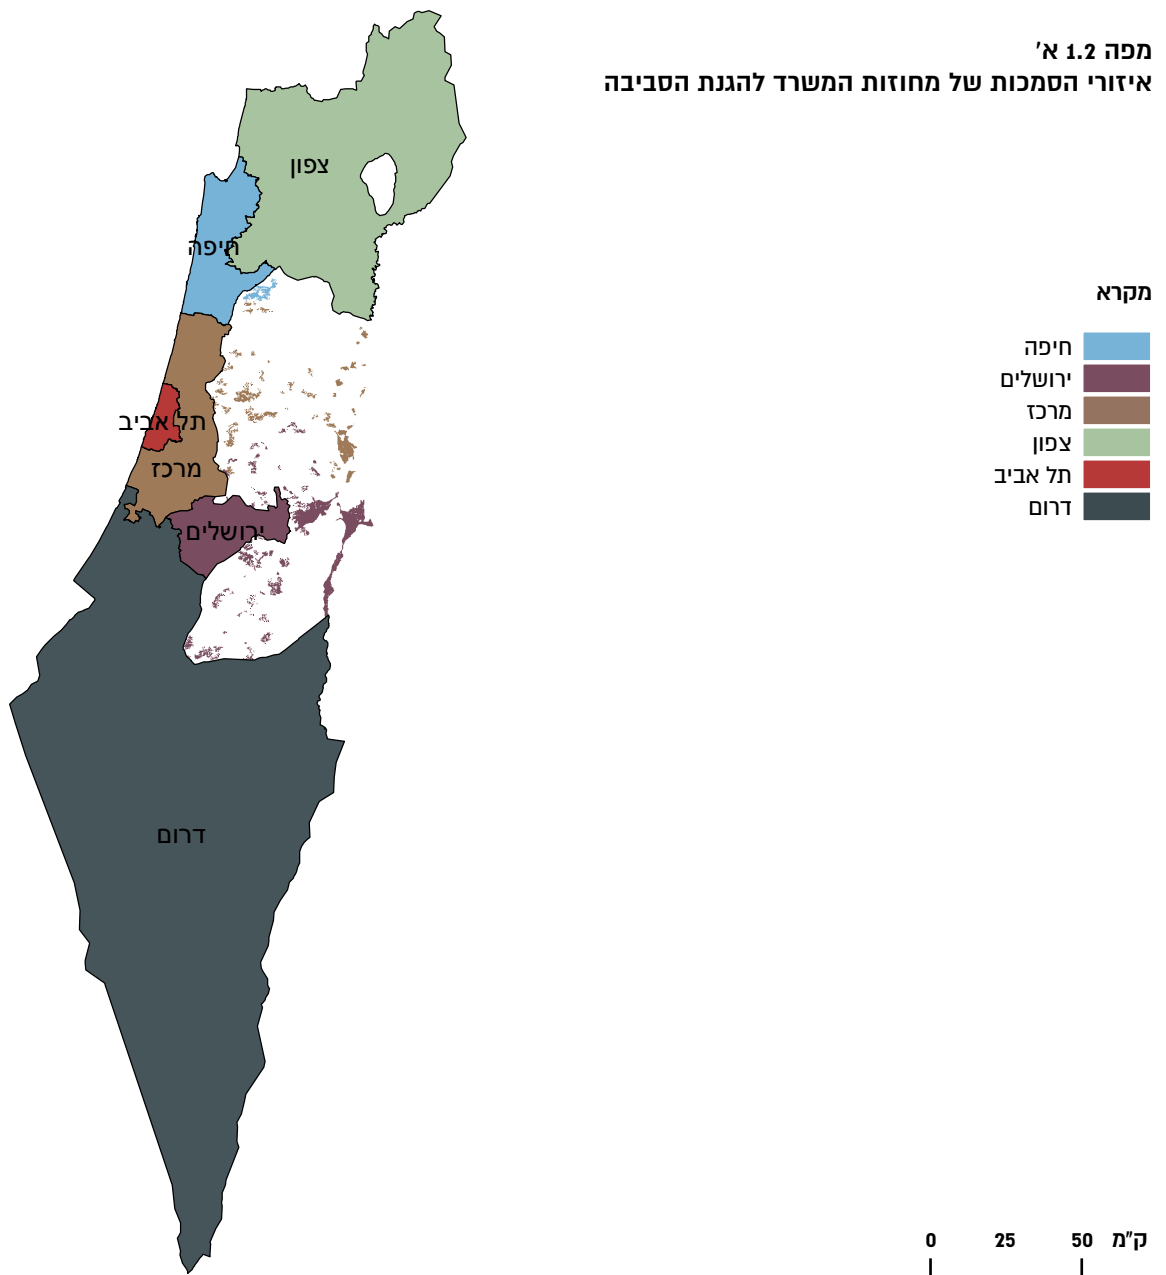 מפה 1.2 א'
איזורי הסמכות של מחוזות המשרד להגנת הסביבה
צפון
חיפה
תל אביב
מרכז
ירושלים
דרום
מקרא
חיפה
ירושלים
מרכז
צפון
תל אביב
דרום
0 25 50 ק"מ